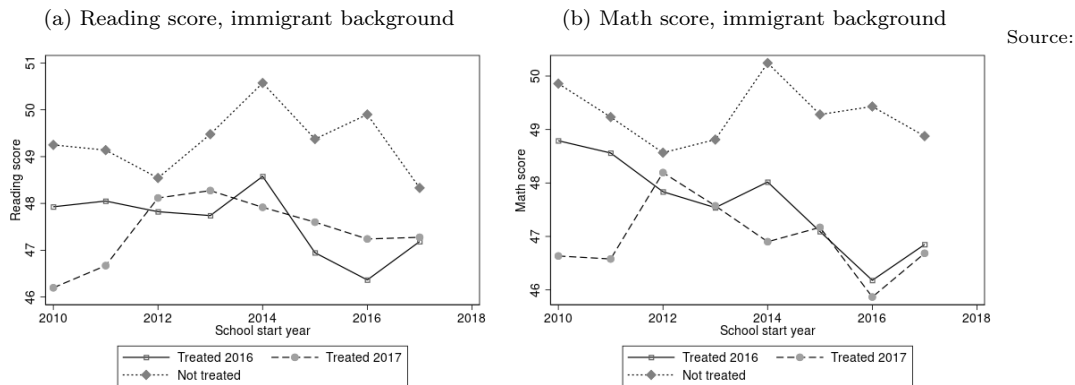 (a) Reading score, immigrant background
Reading score
51
50
49
48
47
46
2010 2012 2014 2016 2018
School start year
Treated 2016 Treated 2017
Not treated
(b) Math score, immigrant background
Math score
50
49
48
47
46
2010 2012 2014 2016 2018
School start year
Treated 2016 Treated 2017
Not treated
Source: